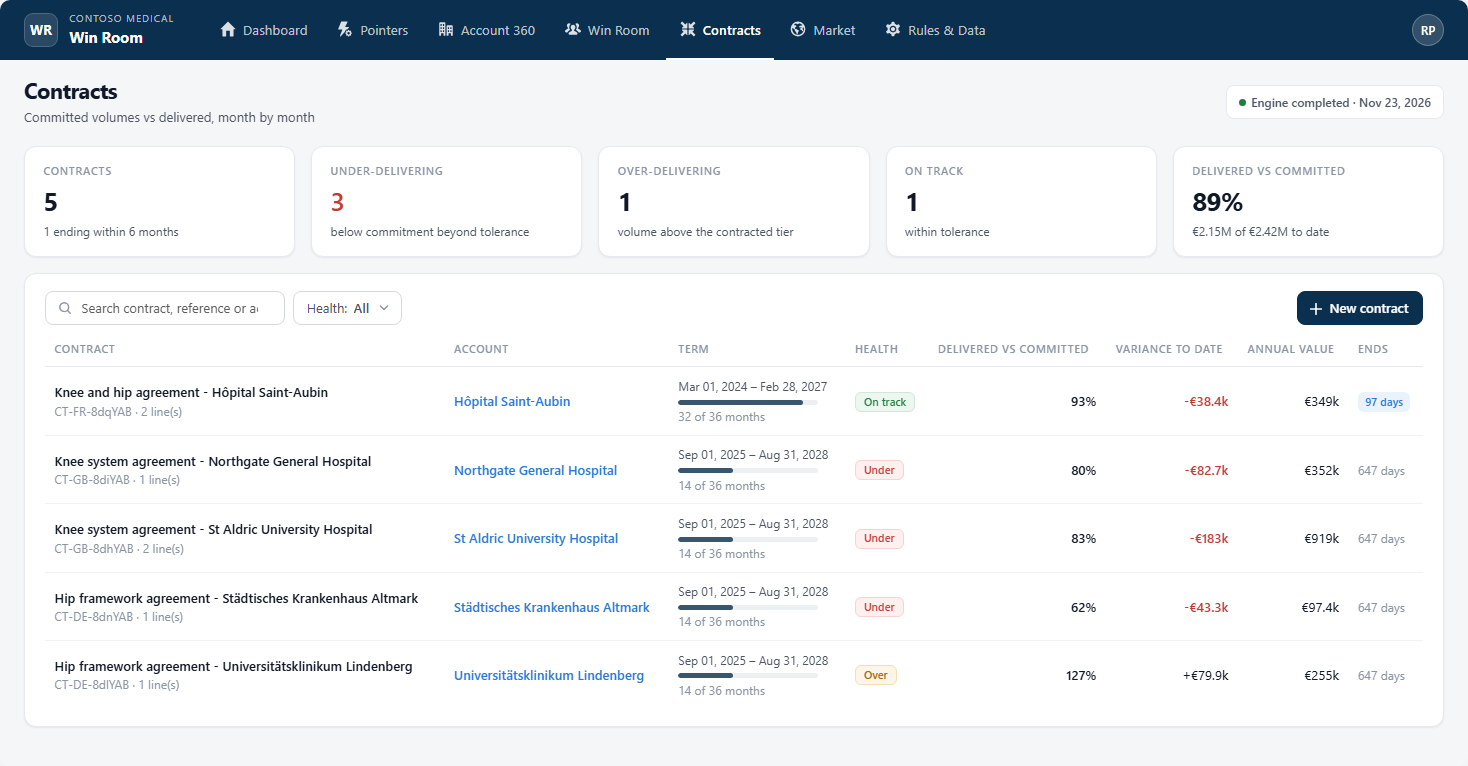 WR
CONTOSO MEDICAL
Win Room
Dashboard
Pointers
Account 360
Win Room
Contracts
Market
Rules & Data
RP
Contracts
Committed volumes vs delivered, month by month
Engine completed · Nov 23, 2026
CONTRACTS
5
1 ending within 6 months
UNDER-DELIVERING
3
below commitment beyond tolerance
OVER-DELIVERING
1
volume above the contracted tier
ON TRACK
1
within tolerance
DELIVERED VS COMMITTED
89%
€2.15M of €2.42M to date
Search contract, reference or ac
Health: All
+ New contract
CONTRACT ACCOUNT TERM HEALTH DELIVERED VS COMMITTED VARIANCE TO DATE ANNUAL VALUE ENDS
Knee and hip agreement - Hôpital Saint-Aubin
CT-FR-8dqYAB · 2 line(s)
Hôpital Saint-Aubin
Mar 01, 2024 – Feb 28, 2027
32 of 36 months
On track
93%
-€38.4k
€349k
97 days
Knee system agreement - Northgate General Hospital
CT-GB-8diYAB · 1 line(s)
Northgate General Hospital
Sep 01, 2025 – Aug 31, 2028
14 of 36 months
Under
80%
-€82.7k
€352k
647 days
Knee system agreement - St Aldric University Hospital
CT-GB-8dhYAB · 2 line(s)
St Aldric University Hospital
Sep 01, 2025 – Aug 31, 2028
14 of 36 months
Under
83%
-€183k
€919k
647 days
Hip framework agreement - Städtisches Krankenhaus Altmark
CT-DE-8dnYAB · 1 line(s)
Städtisches Krankenhaus Altmark
Sep 01, 2025 – Aug 31, 2028
14 of 36 months
Under
62%
-€43.3k
€97.4k
647 days
Hip framework agreement - Universitätsklinikum Lindenberg
CT-DE-8dlYAB · 1 line(s)
Universitätsklinikum Lindenberg
Sep 01, 2025 – Aug 31, 2028
14 of 36 months
Over
127%
+€79.9k
€255k
647 days